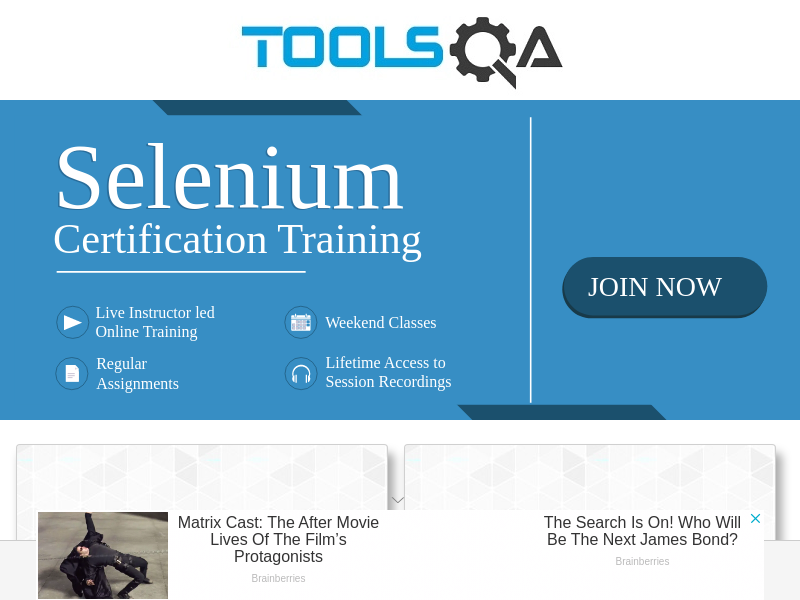 TOOLSQA
Selenium
Certification Training
JOIN NOW
Live Instructor led
Online Training
Weekend Classes
Regular
Assignments
Lifetime Access to
Session Recordings
Matrix Cast: The After Movie
Lives Of The Film’s
Protagonists
Brainberries
The Search Is On! Who Will
Be The Next James Bond?
Brainberries